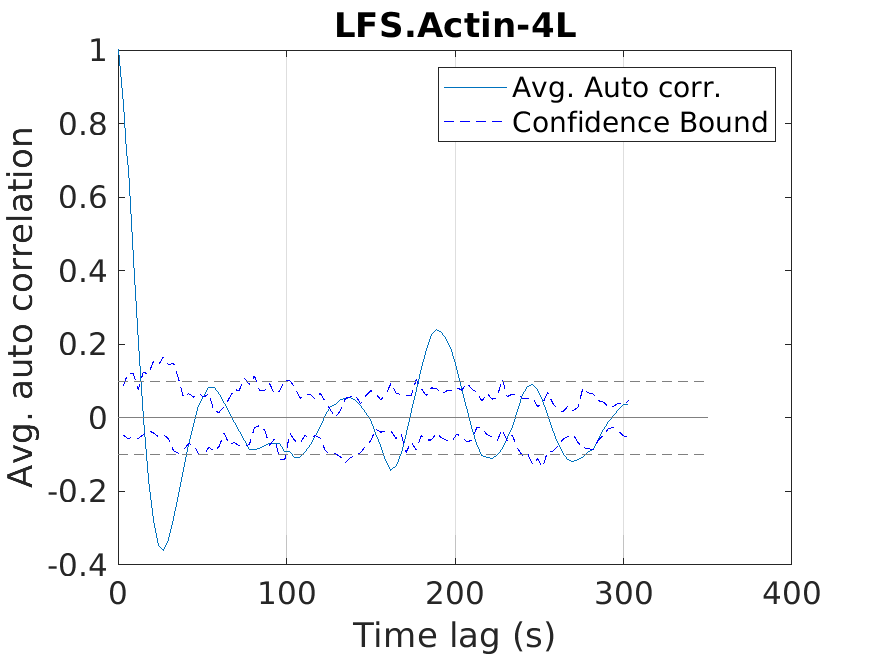 LFS.Actin-4L
Avg. Auto corr.
Confidence Bound
1
0.8
0.6
0.4
0.2
0
-0.2
-0.4
Avg. auto correlation
0 100 200 300 400
Time lag (s)